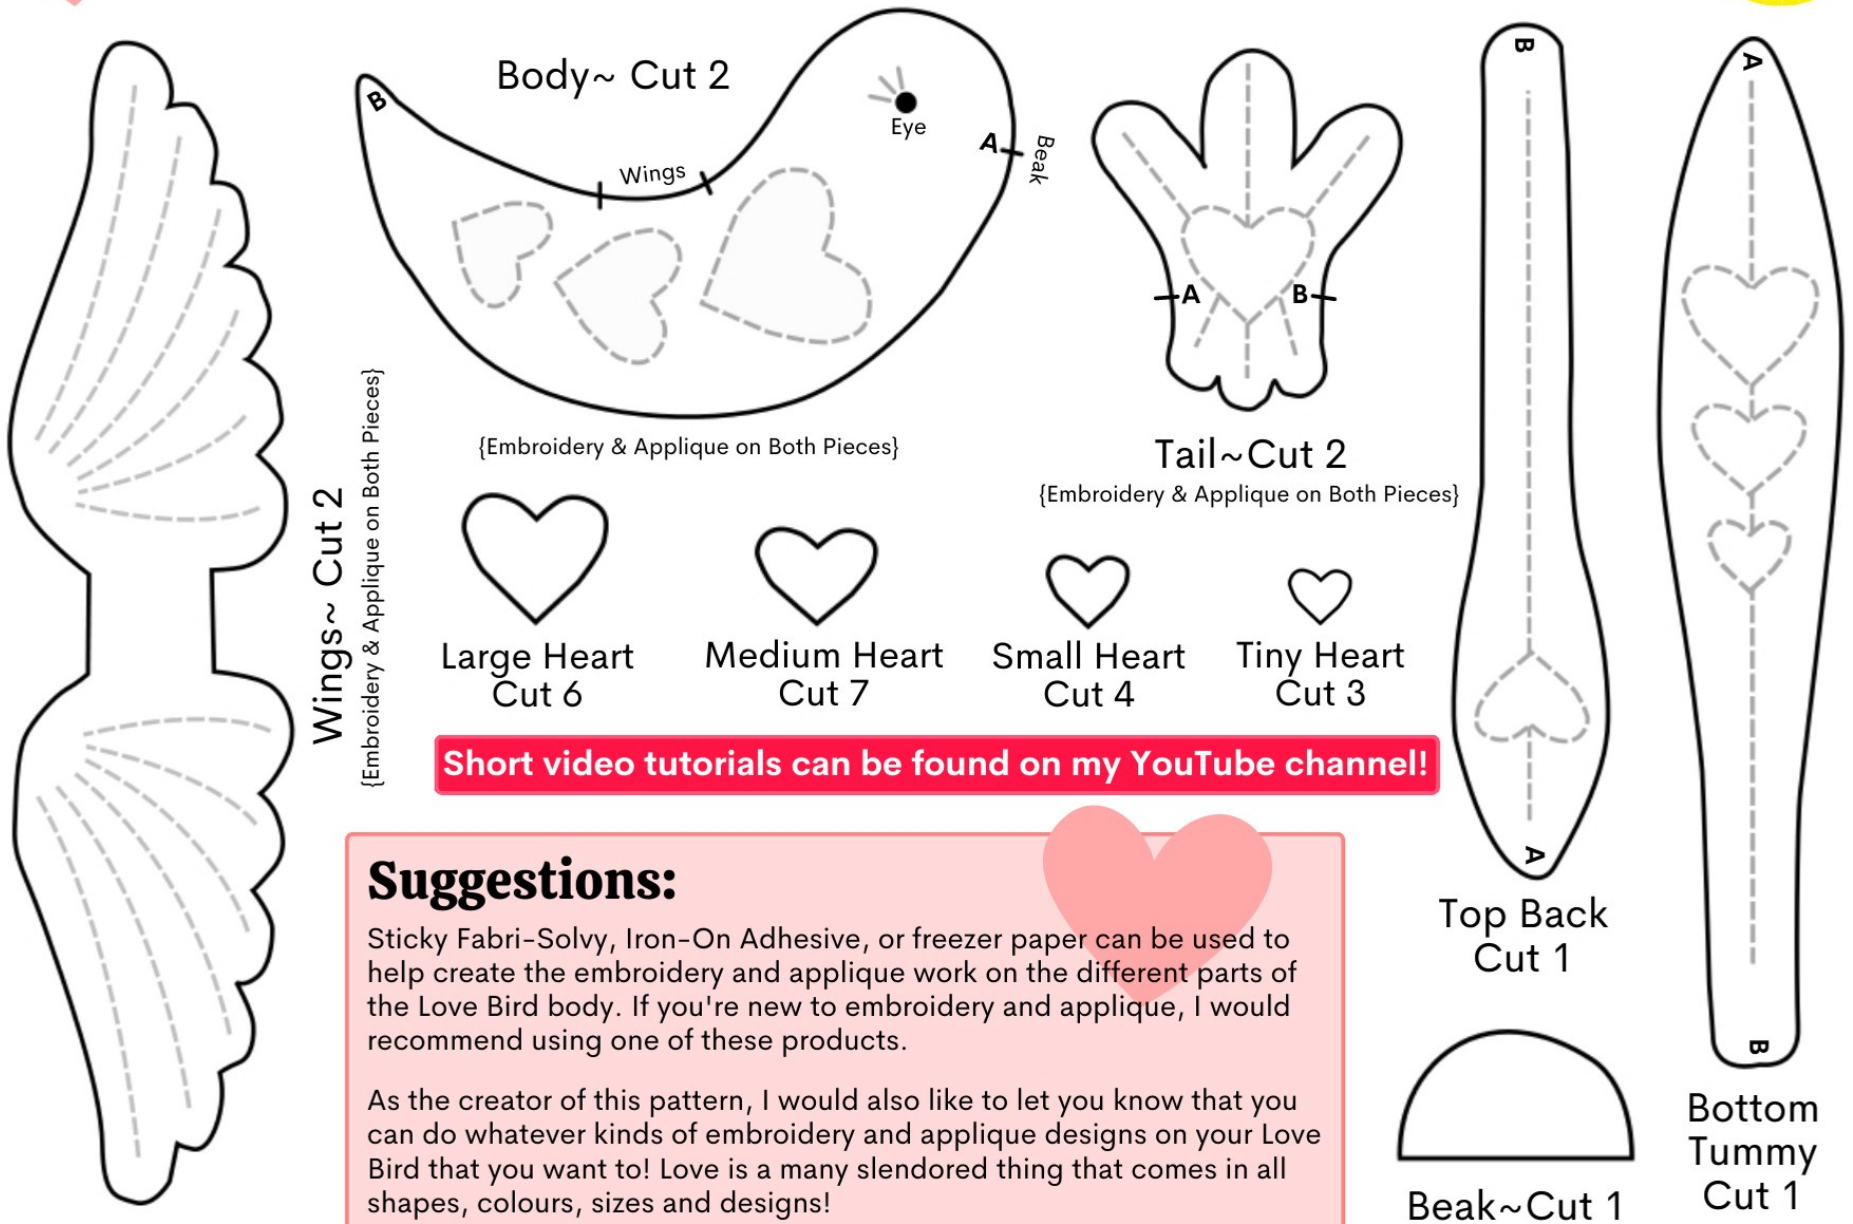 Body~ Cut 2
B
Eye
Wings
A
Beak
{Embroidery & Applique on Both Pieces}
Wings~ Cut 2
{Embroidery & Applique on Both Pieces}
A
B
Tail~Cut 2
{Embroidery & Applique on Both Pieces}
Large Heart
Cut 6
Medium Heart
Cut 7
Small Heart
Cut 4
Tiny Heart
Cut 3
Short video tutorials can be found on my YouTube channel!
Suggestions:
Sticky Fabri-Solvy, Iron-On Adhesive, or freezer paper can be used to
help create the embroidery and applique work on the different parts of
the Love Bird body. If you're new to embroidery and applique, I would
recommend using one of these products.
As the creator of this pattern, I would also like to let you know that you
can do whatever kinds of embroidery and applique designs on your Love
Bird that you want to! Love is a many slendored thing that comes in all
shapes, colours, sizes and designs!
B
A
Top Back
Cut 1
Beak~Cut 1
A
B
Bottom
Tummy
Cut 1